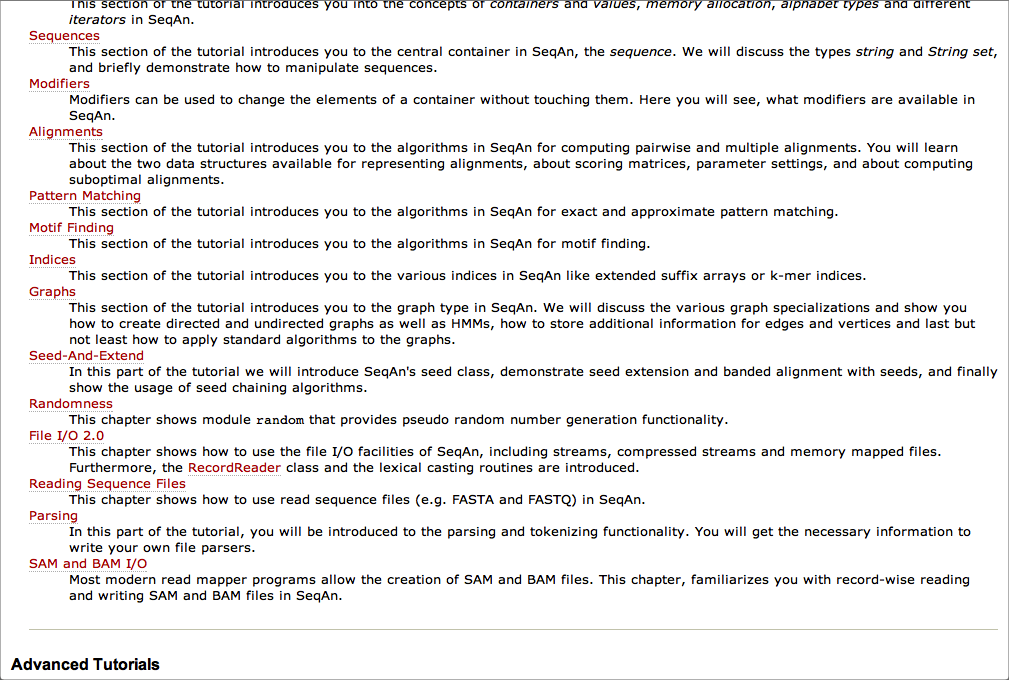 This section of the tutorial introduces you into the concepts of containers and values, memory allocation, alphabet types and different
iterators in SeqAn.
Sequences
This section of the tutorial introduces you to the central container in SeqAn, the sequence. We will discuss the types string and String set,
and briefly demonstrate how to manipulate sequences.
Modifiers
Modifiers can be used to change the elements of a container without touching them. Here you will see, what modifiers are available in
SeqAn.
Alignments
This section of the tutorial introduces you to the algorithms in SeqAn for computing pairwise and multiple alignments. You will learn
about the two data structures available for representing alignments, about scoring matrices, parameter settings, and about computing
suboptimal alignments.
Pattern Matching
This section of the tutorial introduces you to the algorithms in SeqAn for exact and approximate pattern matching.
Motif Finding
This section of the tutorial introduces you to the algorithms in SeqAn for motif finding.
Indices
This section of the tutorial introduces you to the various indices in SeqAn like extended suffix arrays or k-mer indices.
Graphs
This section of the tutorial introduces you to the graph type in SeqAn. We will discuss the various graph specializations and show you
how to create directed and undirected graphs as well as HMMs, how to store additional information for edges and vertices and last but
not least how to apply standard algorithms to the graphs.
Seed-And-Extend
In this part of the tutorial we will introduce SeqAn's seed class, demonstrate seed extension and banded alignment with seeds, and finally
show the usage of seed chaining algorithms.
Randomness
This chapter shows module random that provides pseudo random number generation functionality.
File I/O 2.0
This chapter shows how to use the file I/O facilities of SeqAn, including streams, compressed streams and memory mapped files.
Furthermore, the RecordReader class and the lexical casting routines are introduced.
Reading Sequence Files
This chapter shows how to use read sequence files (e.g. FASTA and FASTQ) in SeqAn.
Parsing
In this part of the tutorial, you will be introduced to the parsing and tokenizing functionality. You will get the necessary information to
write your own file parsers.
SAM and BAM I/O
Most modern read mapper programs allow the creation of SAM and BAM files. This chapter, familiarizes you with record-wise reading
and writing SAM and BAM files in SeqAn.
Advanced Tutorials